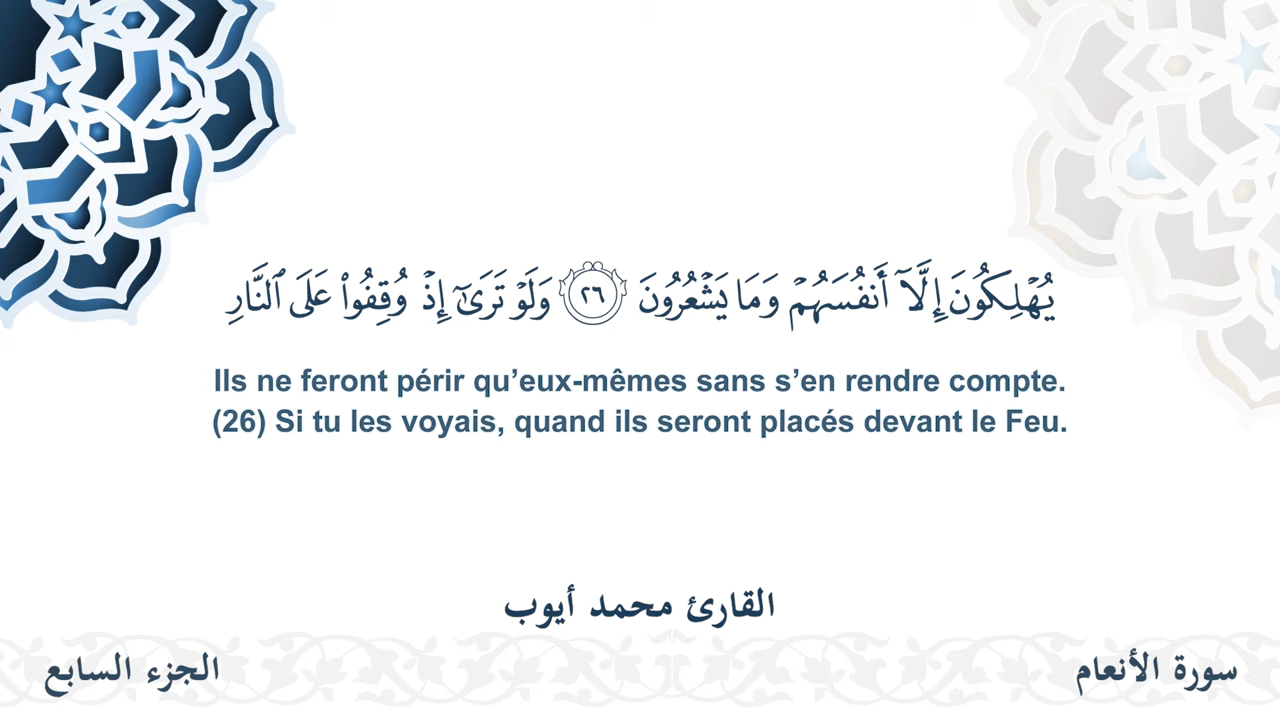 يُهۡلِكُونَ إِلَّآ أَنفُسَهُمۡ وَمَا يَشۡعُرُونَ ٢٦ وَلَوۡ تَرَىٰٓ إِذۡ وُقِفُواْ عَلَى ٱلنَّارِ
Ils ne feront périr qu’eux-mêmes sans s’en rendre compte.
(26) Si tu les voyais, quand ils seront placés devant le Feu.
القارئ محمد أيوب
سورة الأنعام
الجزء السابع